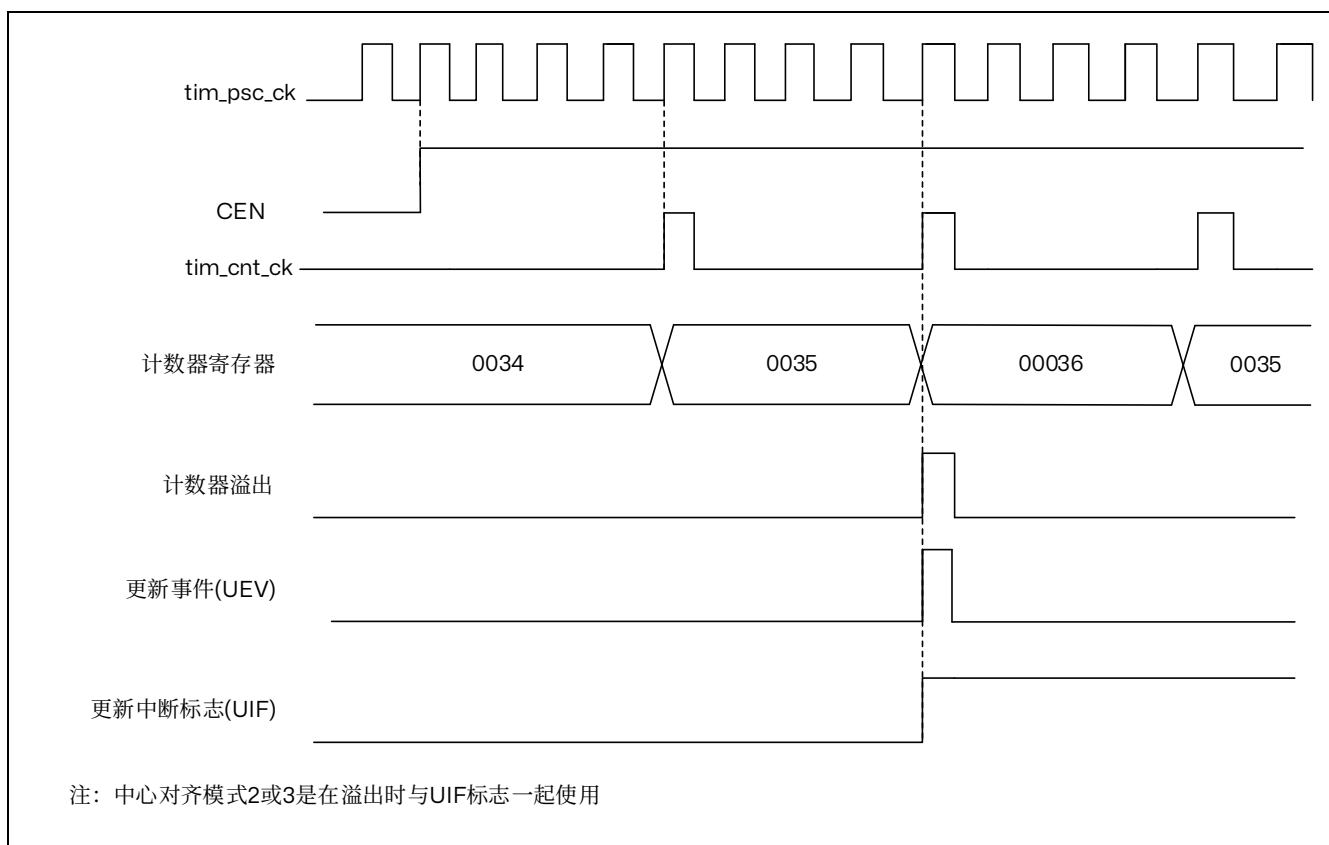 tim_psc_ck
CEN
tim_cnt_ck
计数器寄存器 0034 0035 00036 0035
计数器溢出
更新事件(UEV)
更新中断标志(UIF)
注：中心对齐模式2或3是在溢出时与UIF标志一起使用